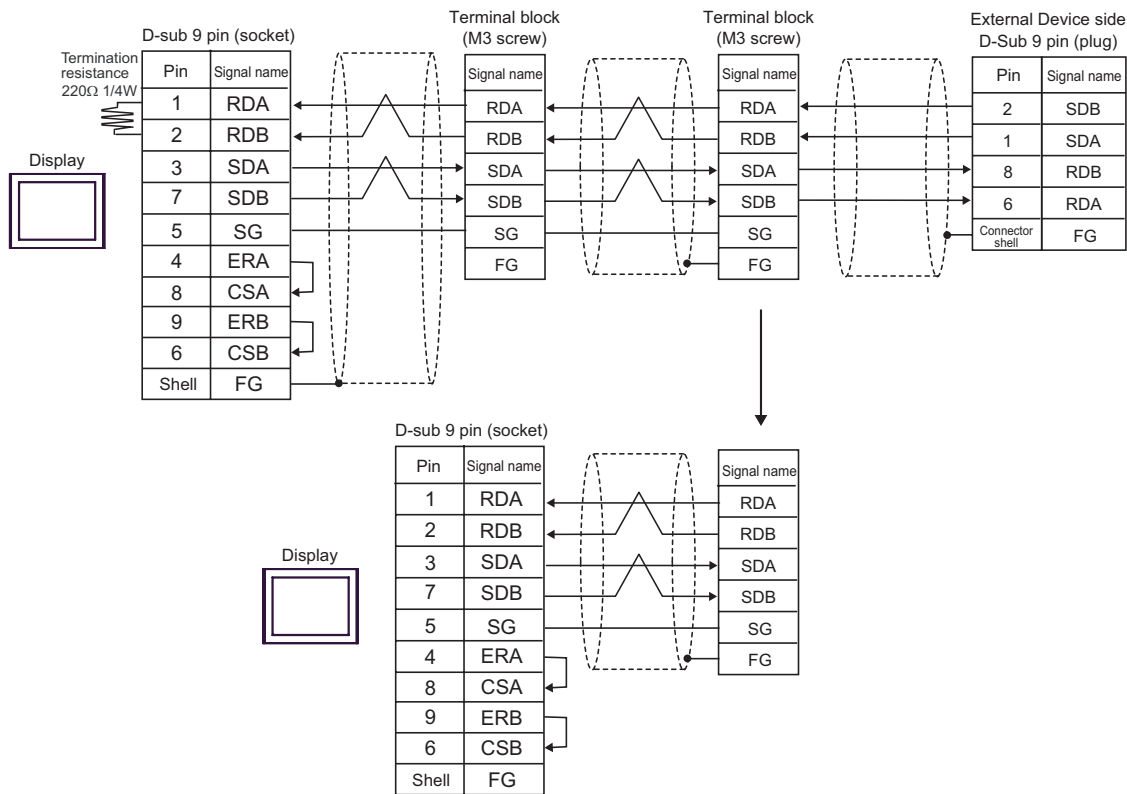 D-sub 9 pin (socket)
Termination
resistance
220Ω 1/4W
Pin Signal name
1 RDA
2 RDB
3 SDA
7 SDB
5 SG
4 ERA
8 CSA
9 ERB
6 CSB
Shell FG
Display
Terminal block
(M3 screw)
Signal name
RDA
RDB
SDA
SDB
SG
FG
Terminal block
(M3 screw)
Signal name
RDA
RDB
SDA
SDB
SG
FG
External Device side
D-Sub 9 pin (plug)
Pin Signal name
2 SDB
1 SDA
8 RDB
6 RDA
Connector
shell
FG
D-sub 9 pin (socket)
Pin Signal name
1 RDA
2 RDB
3 SDA
7 SDB
5 SG
4 ERA
8 CSA
9 ERB
6 CSB
Shell FG
Display
Signal name
RDA
RDB
SDA
SDB
SG
FG